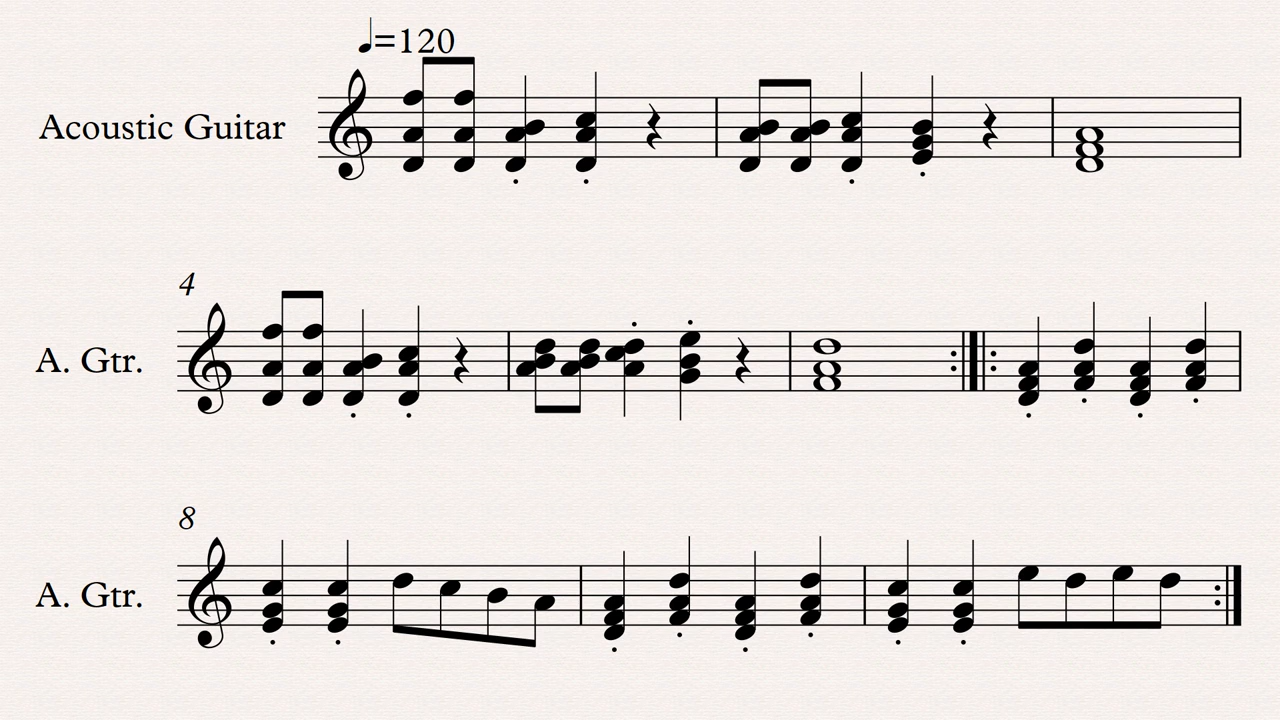 ♩=120
Acoustic Guitar
4
A. Gtr.
8
A. Gtr.